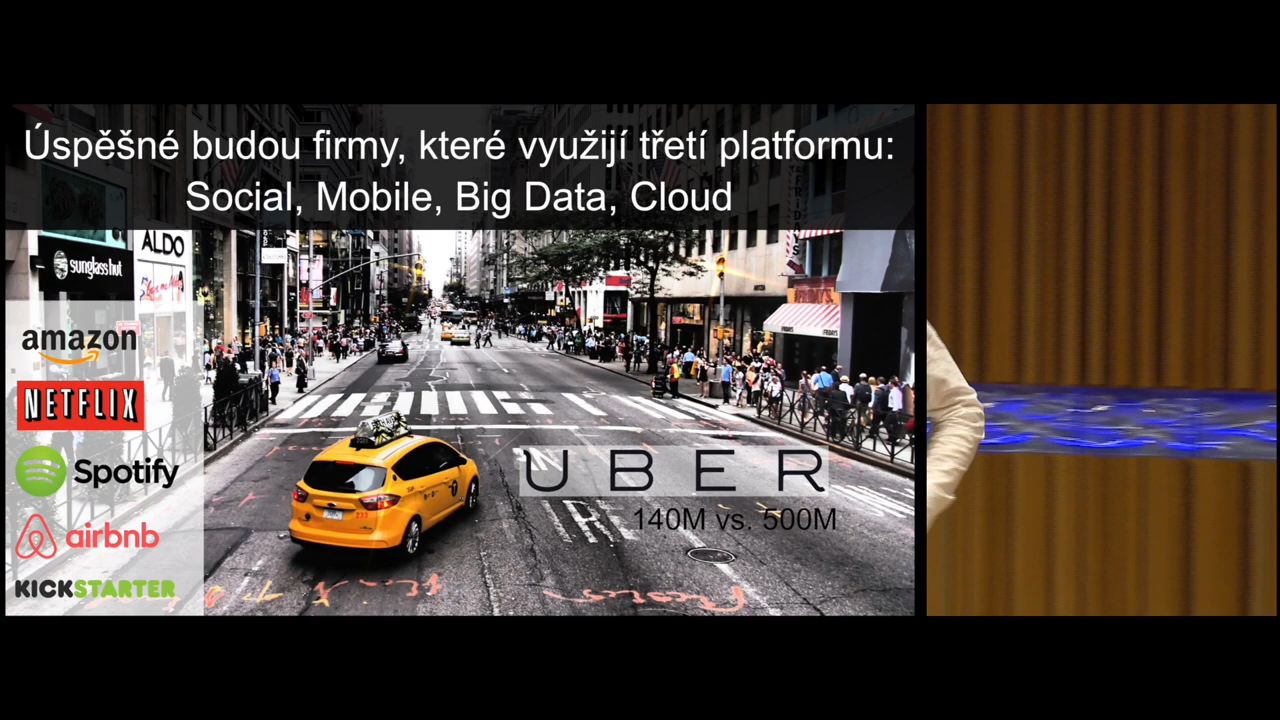 Úspěšné budou firmy, které využijí třetí platformu:
Social, Mobile, Big Data, Cloud
ALDO
sunglass hut
amazon
NETFLIX
Spotify
airbnb
KICKSTARTER
UBER
140M vs. 500M
FRIDAYS